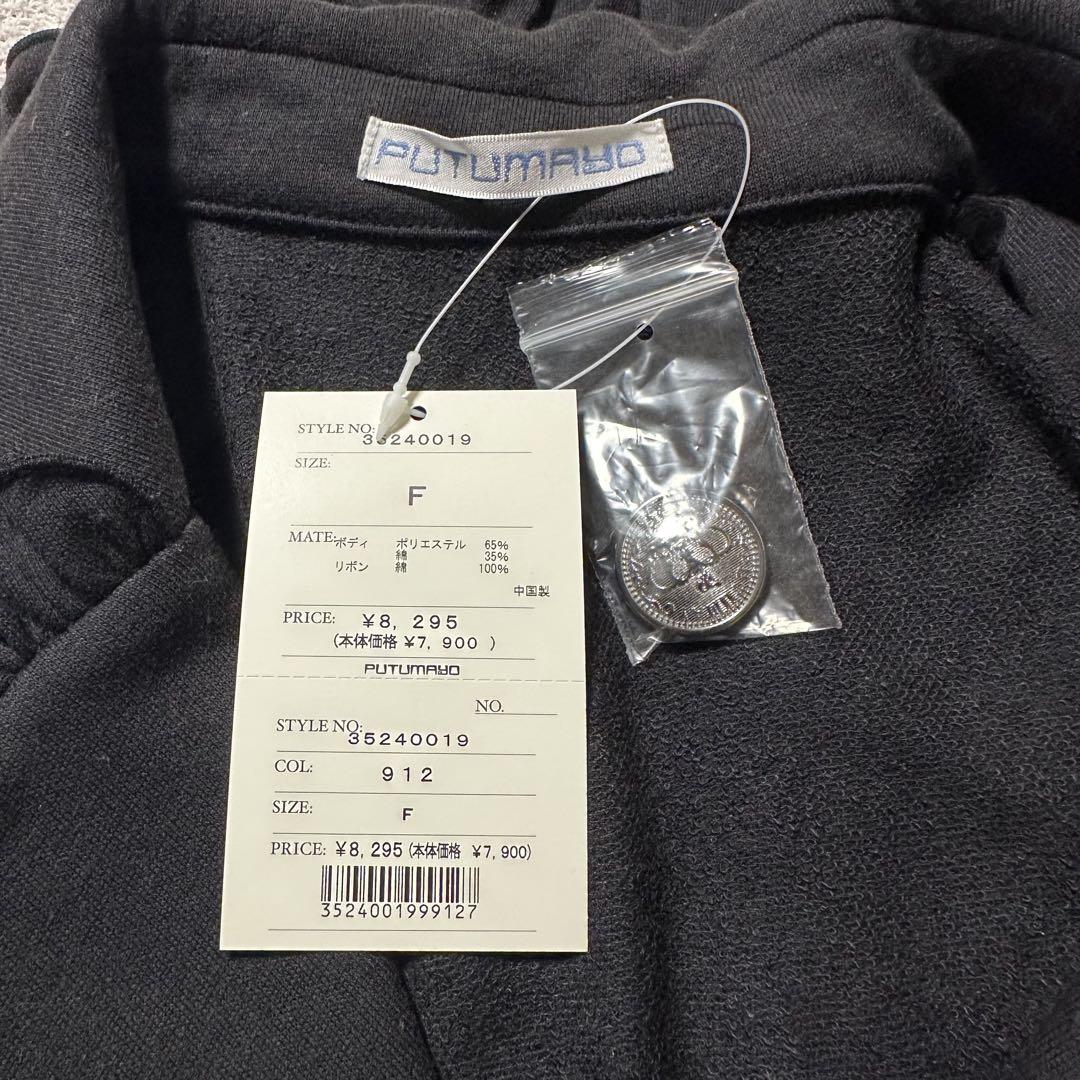 PUTUMAYO
STYLE NO: 35240019
SIZE:
F
MATE: ボディ ポリエステル 65%
綿 35%
リボン 綿 100%
中国製
PRICE: ¥8,295
(本体価格 ¥7,900 )
PUTUMAYO
NO.
STYLE NO: 35240019
COL: 912
SIZE: F
PRICE: ¥8,295 (本体価格 ¥7,900)
3524001999127